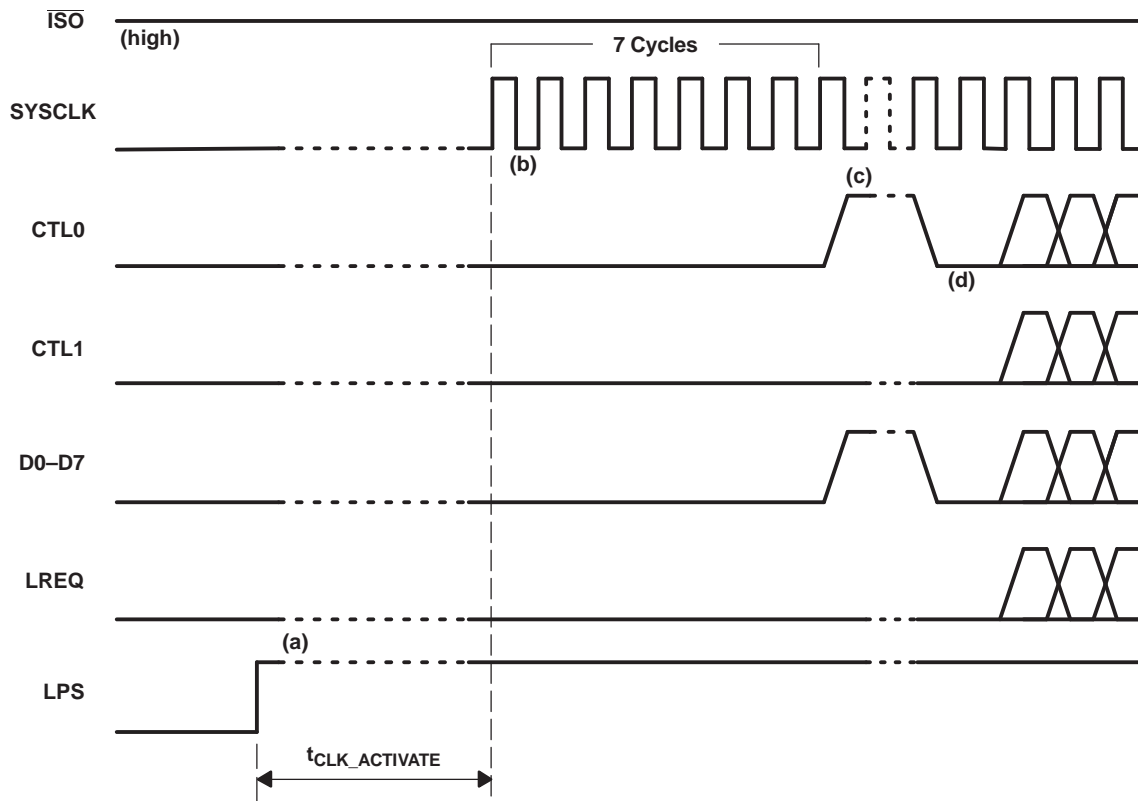 ISO
(high)
7 Cycles
SYSCLK
(b)
(c)
CTL0
(d)
CTL1
D0–D7
LREQ
(a)
LPS
tCLK_ACTIVATE